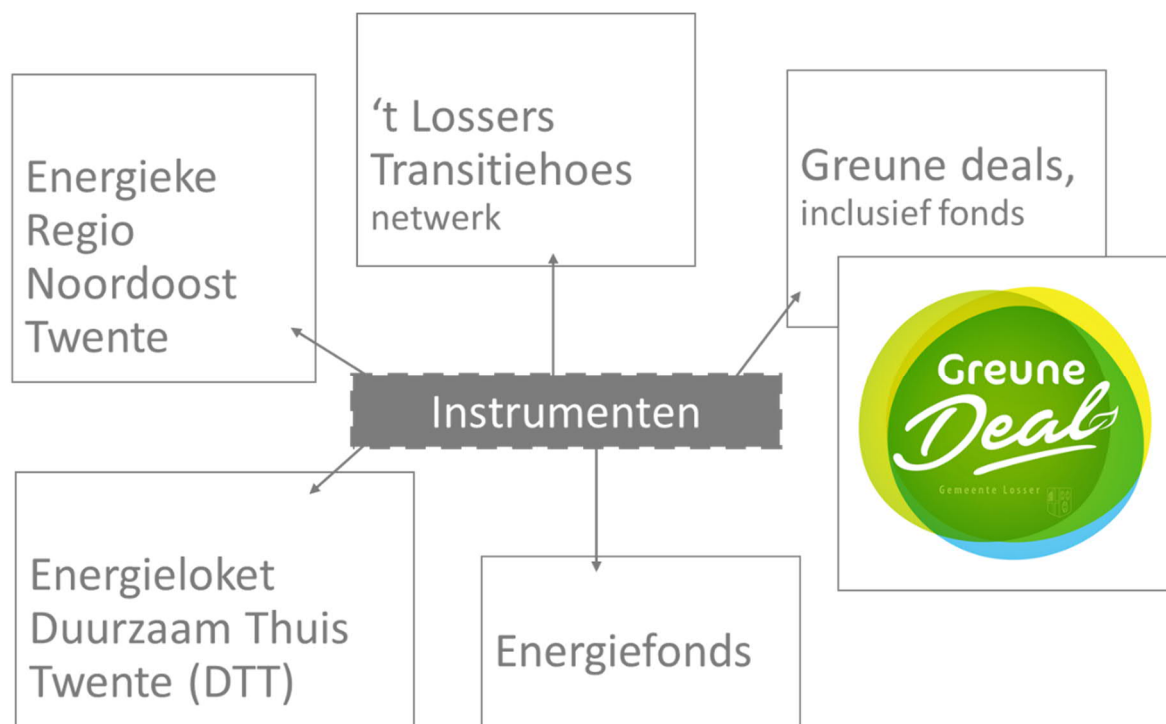 ‘t Lossers
Transitiehoes
netwerk
Energieke
Regio
Noordoost
Twente
Greune deals,
inclusief fonds
Greune
Deal
Gemeente Losser
Instrumenten
Energieloket
Duurzaam Thuis
Twente (DTT)
Energiefonds